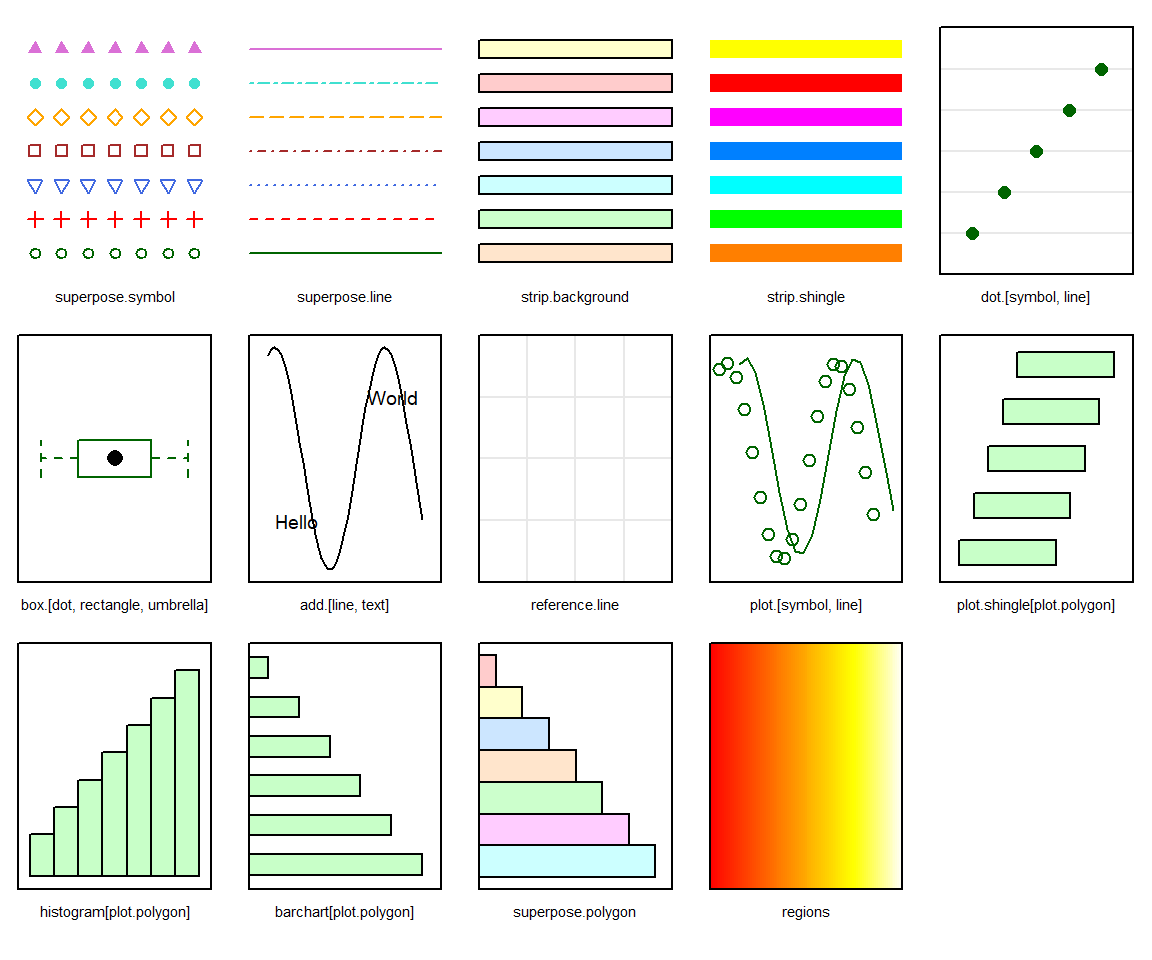 superpose.symbol
superpose.line
strip.background
strip.shingle
dot.[symbol, line]
World
Hello
box.[dot, rectangle, umbrella]
add.[line, text]
reference.line
plot.[symbol, line]
plot.shingle[plot.polygon]
histogram[plot.polygon]
barchart[plot.polygon]
superpose.polygon
regions